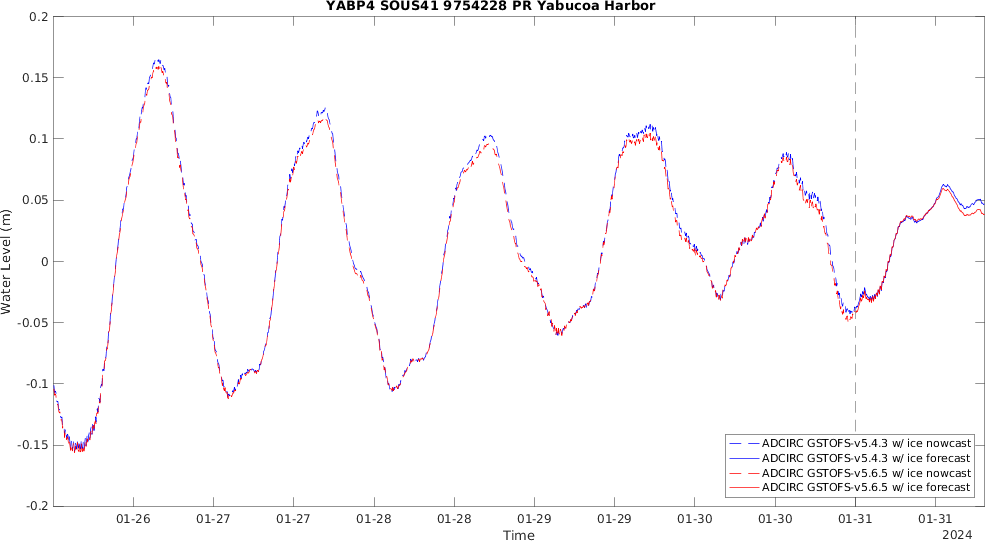 YABP4 SOUS41 9754228 PR Yabucoa Harbor
0.2
0.15
0.1
0.05
0
-0.05
-0.1
-0.15
-0.2
Water Level (m)
ADCIRC GSTOFS-v5.4.3 w/ ice nowcast
ADCIRC GSTOFS-v5.4.3 w/ ice forecast
ADCIRC GSTOFS-v5.6.5 w/ ice nowcast
ADCIRC GSTOFS-v5.6.5 w/ ice forecast
01-26 01-27 01-27 01-28 01-28 01-29 01-29 01-30 01-30 01-31 01-31
Time
2024